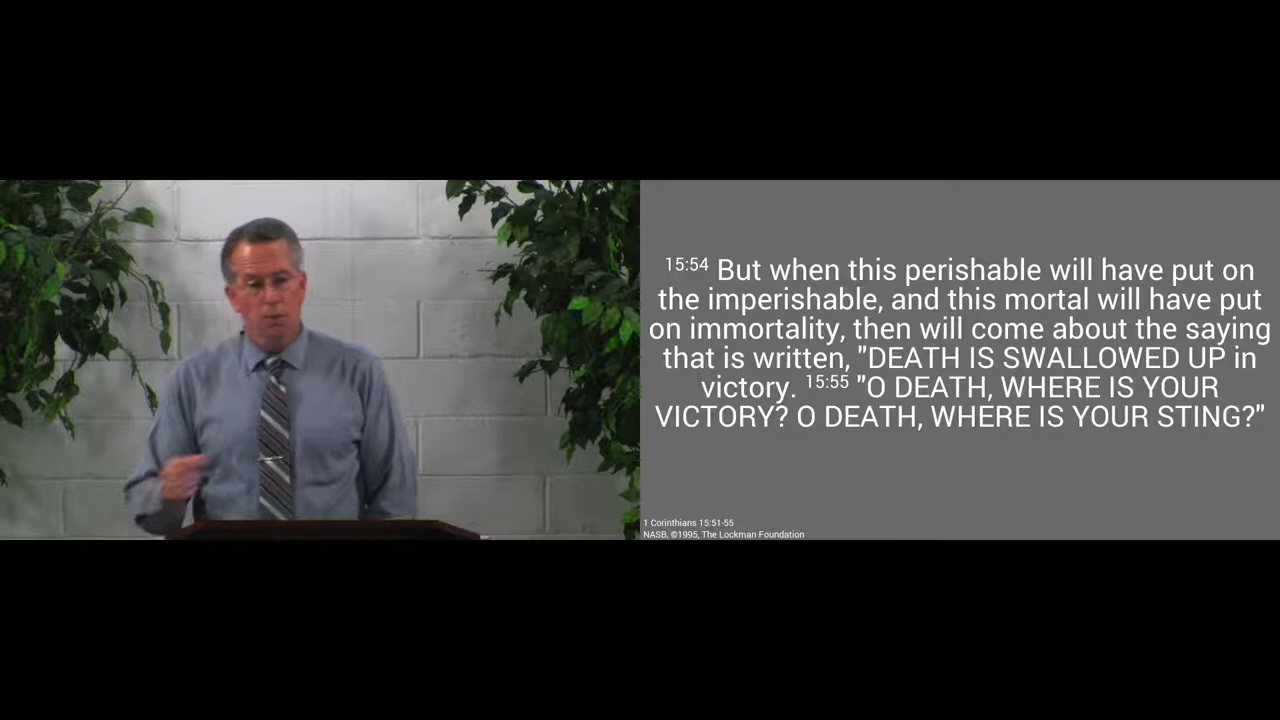 15:54 But when this perishable will have put on
the imperishable, and this mortal will have put
on immortality, then will come about the saying
that is written, "DEATH IS SWALLOWED UP in
victory. 15:55 "O DEATH, WHERE IS YOUR
VICTORY? O DEATH, WHERE IS YOUR STING?"
1 Corinthians 15:51-55
NASB, ©1995, The Lockman Foundation